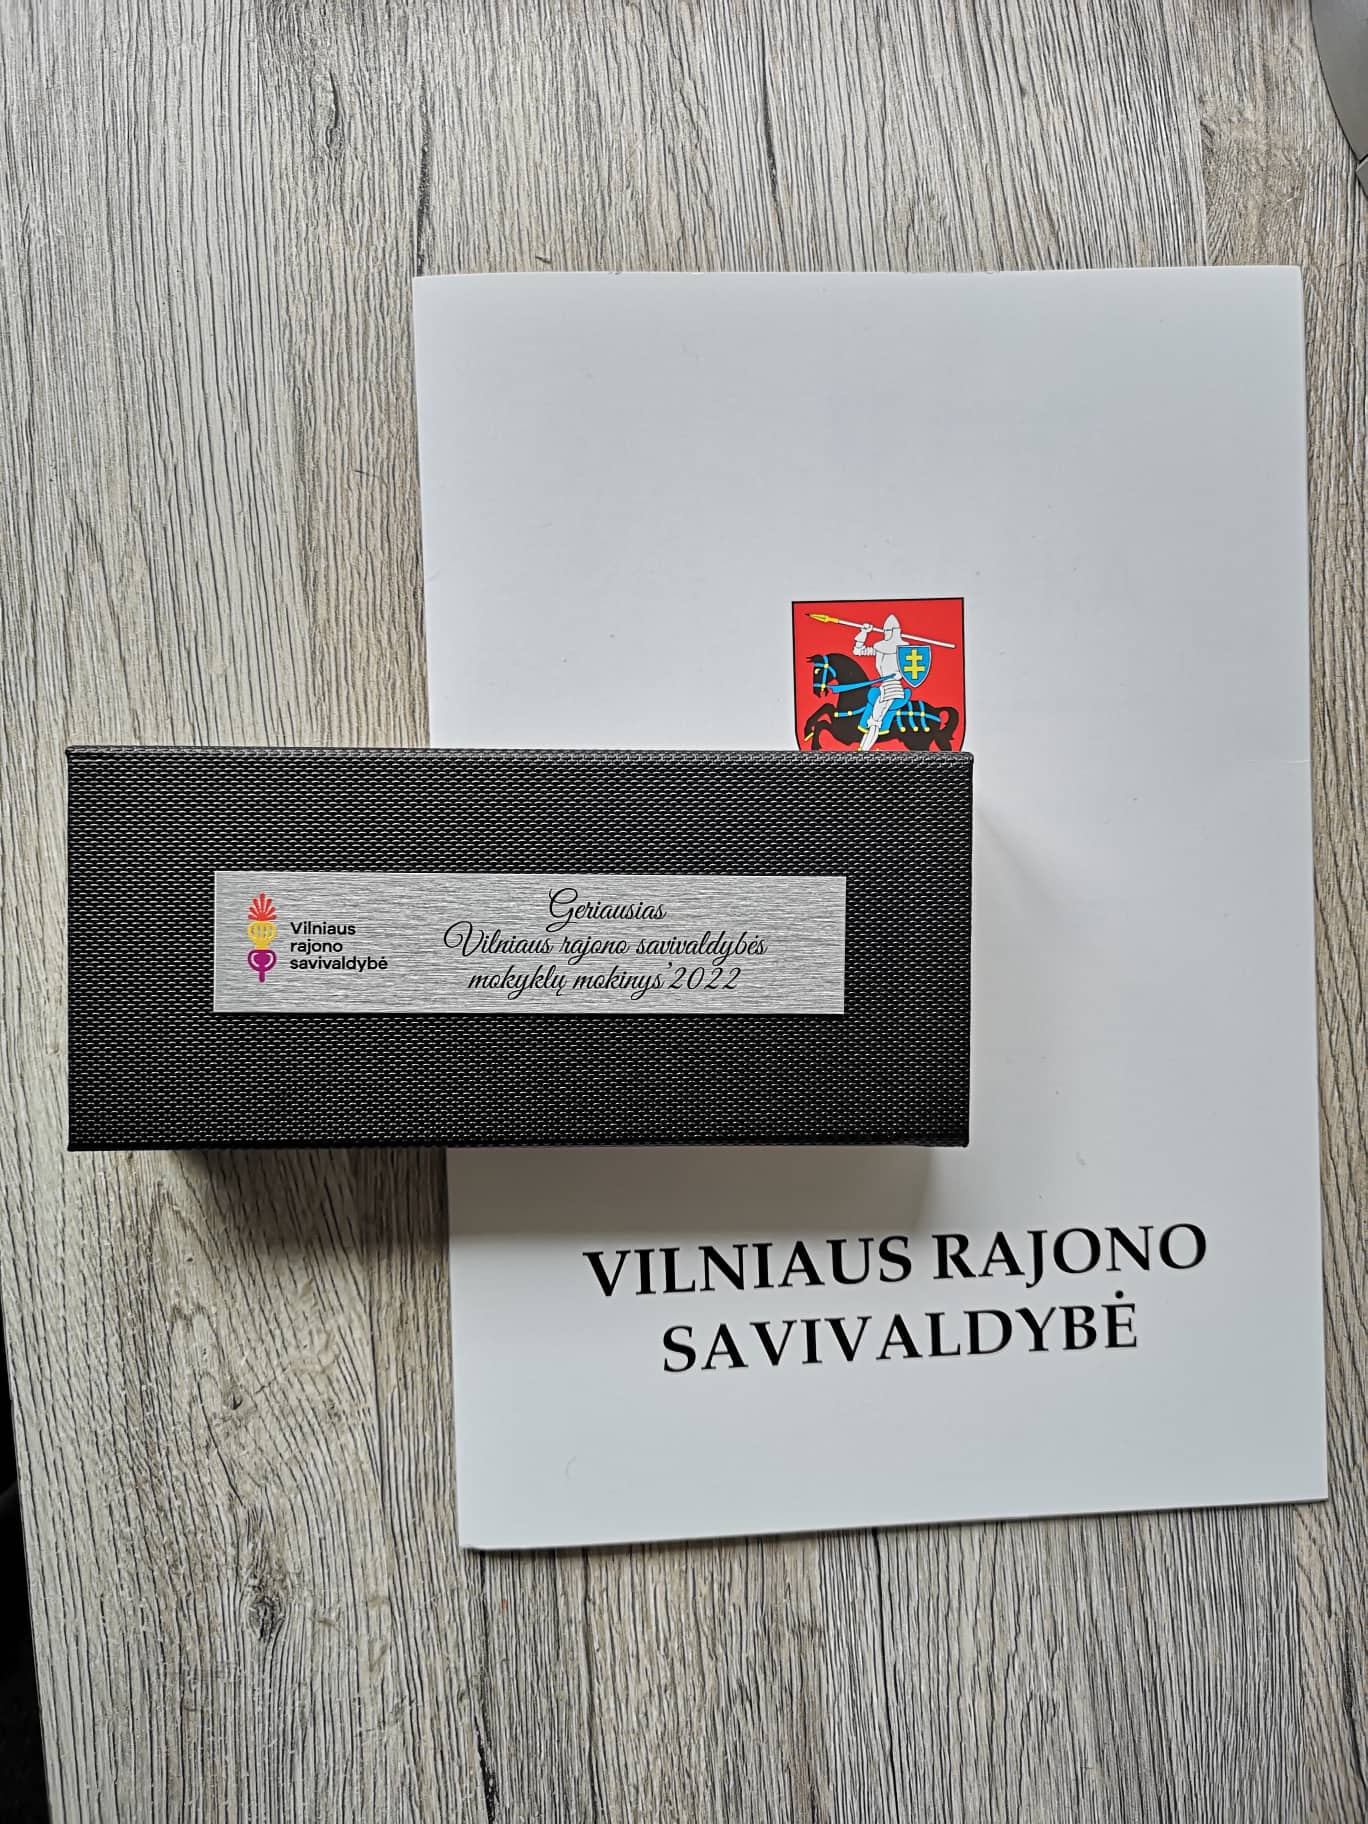 Vilniaus
rajono
savivaldybė
Geriausias
Vilniaus rajono savivaldybės
mokyklų mokinys'2022
VILNIAUS RAJONO
SAVIVALDYBĖ